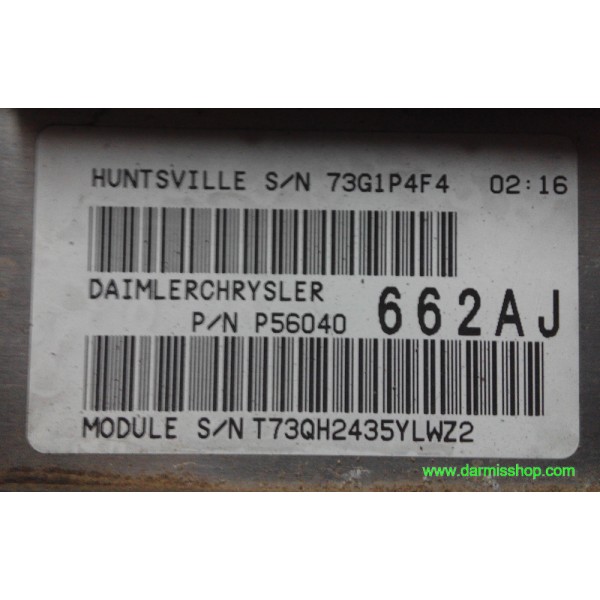 HUNTSVILLE S/N 73G1P4F4 02:16
DAIMLERCHRYSLER
P/N P56040 662AJ
MODULE S/N T73QH2435YLWZ2
www.darmisshop.com